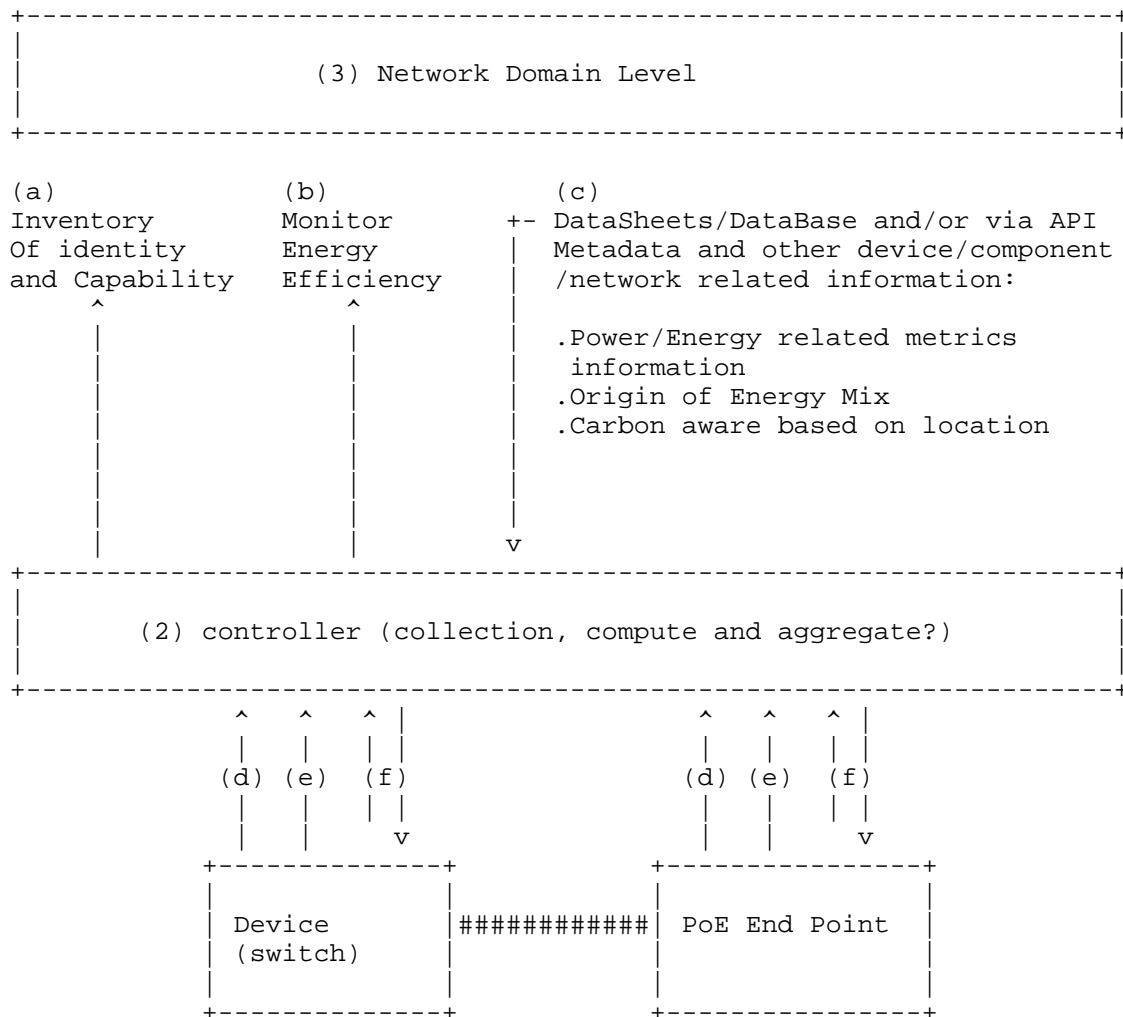 (3) Network Domain Level
(a) (b) (c)
Inventory Monitor +- DataSheets/DataBase and/or via API
Of identity Energy | Metadata and other device/component
and Capability Efficiency | /network related information:
.Power/Energy related metrics
information
.Origin of Energy Mix
.Carbon aware based on location
v
(2) controller (collection, compute and aggregate?)
(d) (e) (f) (d) (e) (f)
v v
Device ############ PoE End Point
(switch)